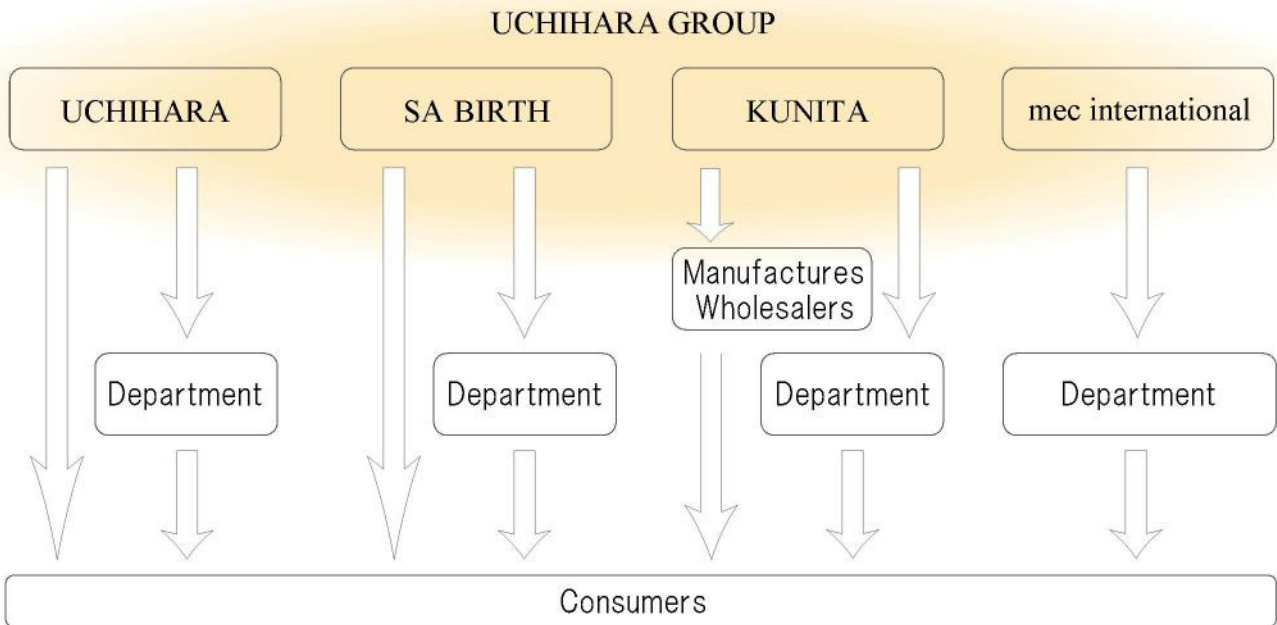 UCHIHARA GROUP
UCHIHARA
SA BIRTH
KUNITA
mec international
Manufactures
Wholesalers
Department
Department
Department
Department
Consumers